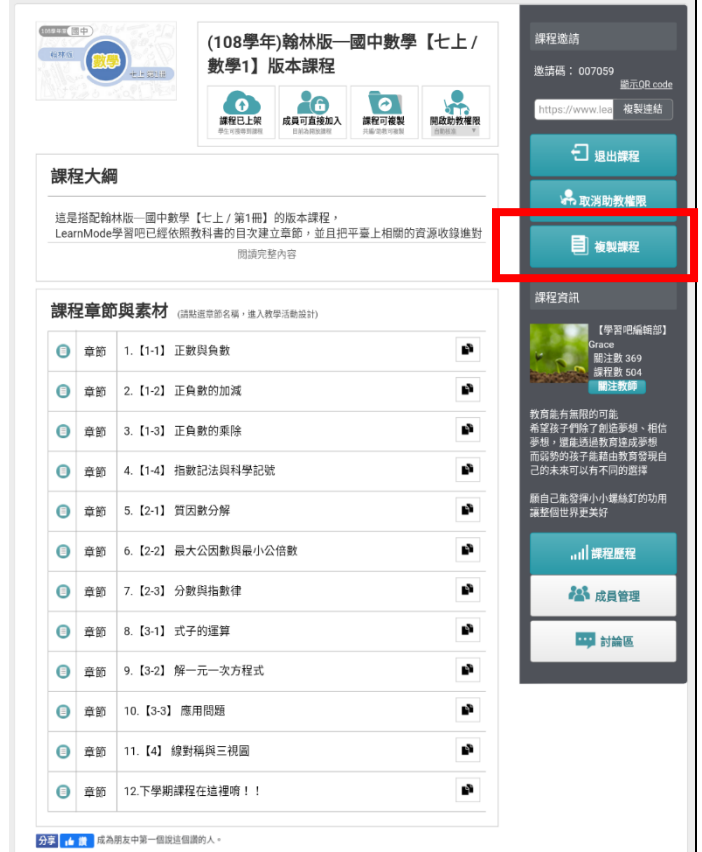 108學年度 國中
翰林版
數學
七上 第1冊
(108學年)翰林版—國中數學【七上 /
數學1】版本課程
課程已上架
學生可搜尋到課程
成員可直接加入
目前為開放課程
課程可複製
共編/助教可複製
開啟助教權限
自動核准 ▼
課程大綱
這是搭配翰林版—國中數學【七上 / 第1冊】的版本課程，
LearnMode學習吧已經依照教科書的目次建立章節，並且把平臺上相關的資源收錄進對
閱讀完整內容
課程章節與素材 (請點選章節名稱，進入教學活動設計)
章節 1.【1-1】 正數與負數
章節 2.【1-2】 正負數的加減
章節 3.【1-3】 正負數的乘除
章節 4.【1-4】 指數記法與科學記號
章節 5.【2-1】 質因數分解
章節 6.【2-2】 最大公因數與最小公倍數
章節 7.【2-3】 分數與指數律
章節 8.【3-1】 式子的運算
章節 9.【3-2】 解一元一次方程式
章節 10.【3-3】 應用問題
章節 11.【4】 線對稱與三視圖
章節 12.下學期課程在這裡唷！！
分享 讚 成為朋友中第一個說這個讚的人。
課程邀請
邀請碼： 007059
顯示QR code
https://www.lea 複製連結
退出課程
取消助教權限
複製課程
課程資訊
【學習吧編輯部】
Grace
關注數 369
課程數 504
關注教師
教育能有無限的可能
希望孩子們除了創造夢想、相信
夢想，還能透過教育達成夢想
而弱勢的孩子能藉由教育發現自
己的未來可以有不同的選擇
願自己能發揮小小螺絲釘的功用
讓整個世界更美好
課程歷程
成員管理
討論區